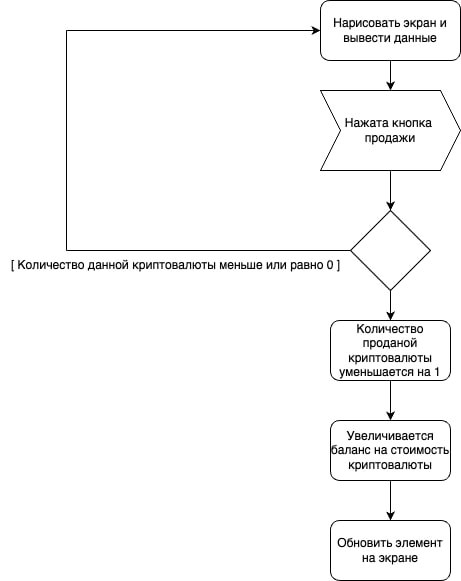 Нарисовать экран и
вывести данные
Нажата кнопка
продажи
[ Количество данной криптовалюты меньше или равно 0 ]
Количество
проданой
криптовалюты
уменьшается на 1
Увеличивается
баланс на стоимость
криптовалюты
Обновить элемент
на экране